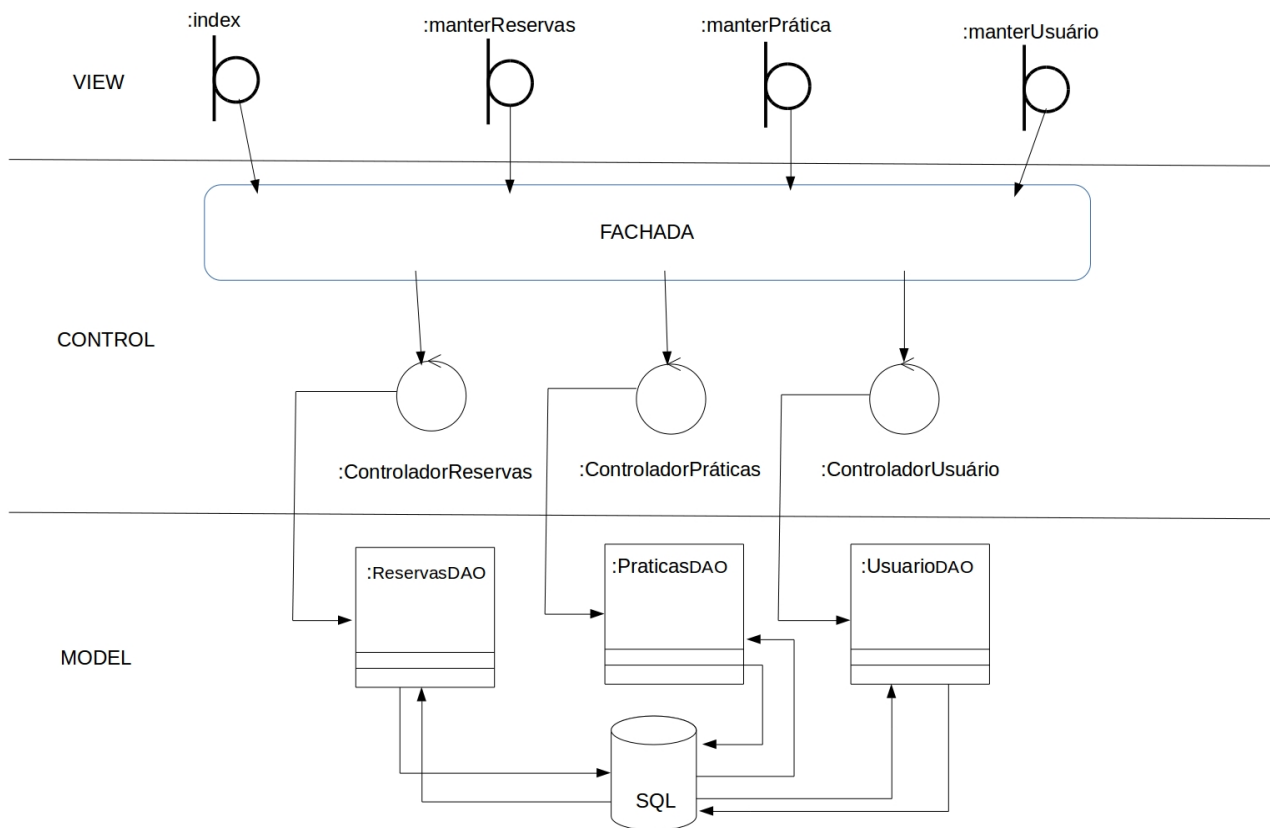 :index
:manterReservas
:manterPrática
:manterUsuário
VIEW
FACHADA
CONTROL
:ControladorReservas
:ControladorPráticas
:ControladorUsuário
:ReservasDAO
:PraticasDAO
:UsuarioDAO
MODEL
SQL